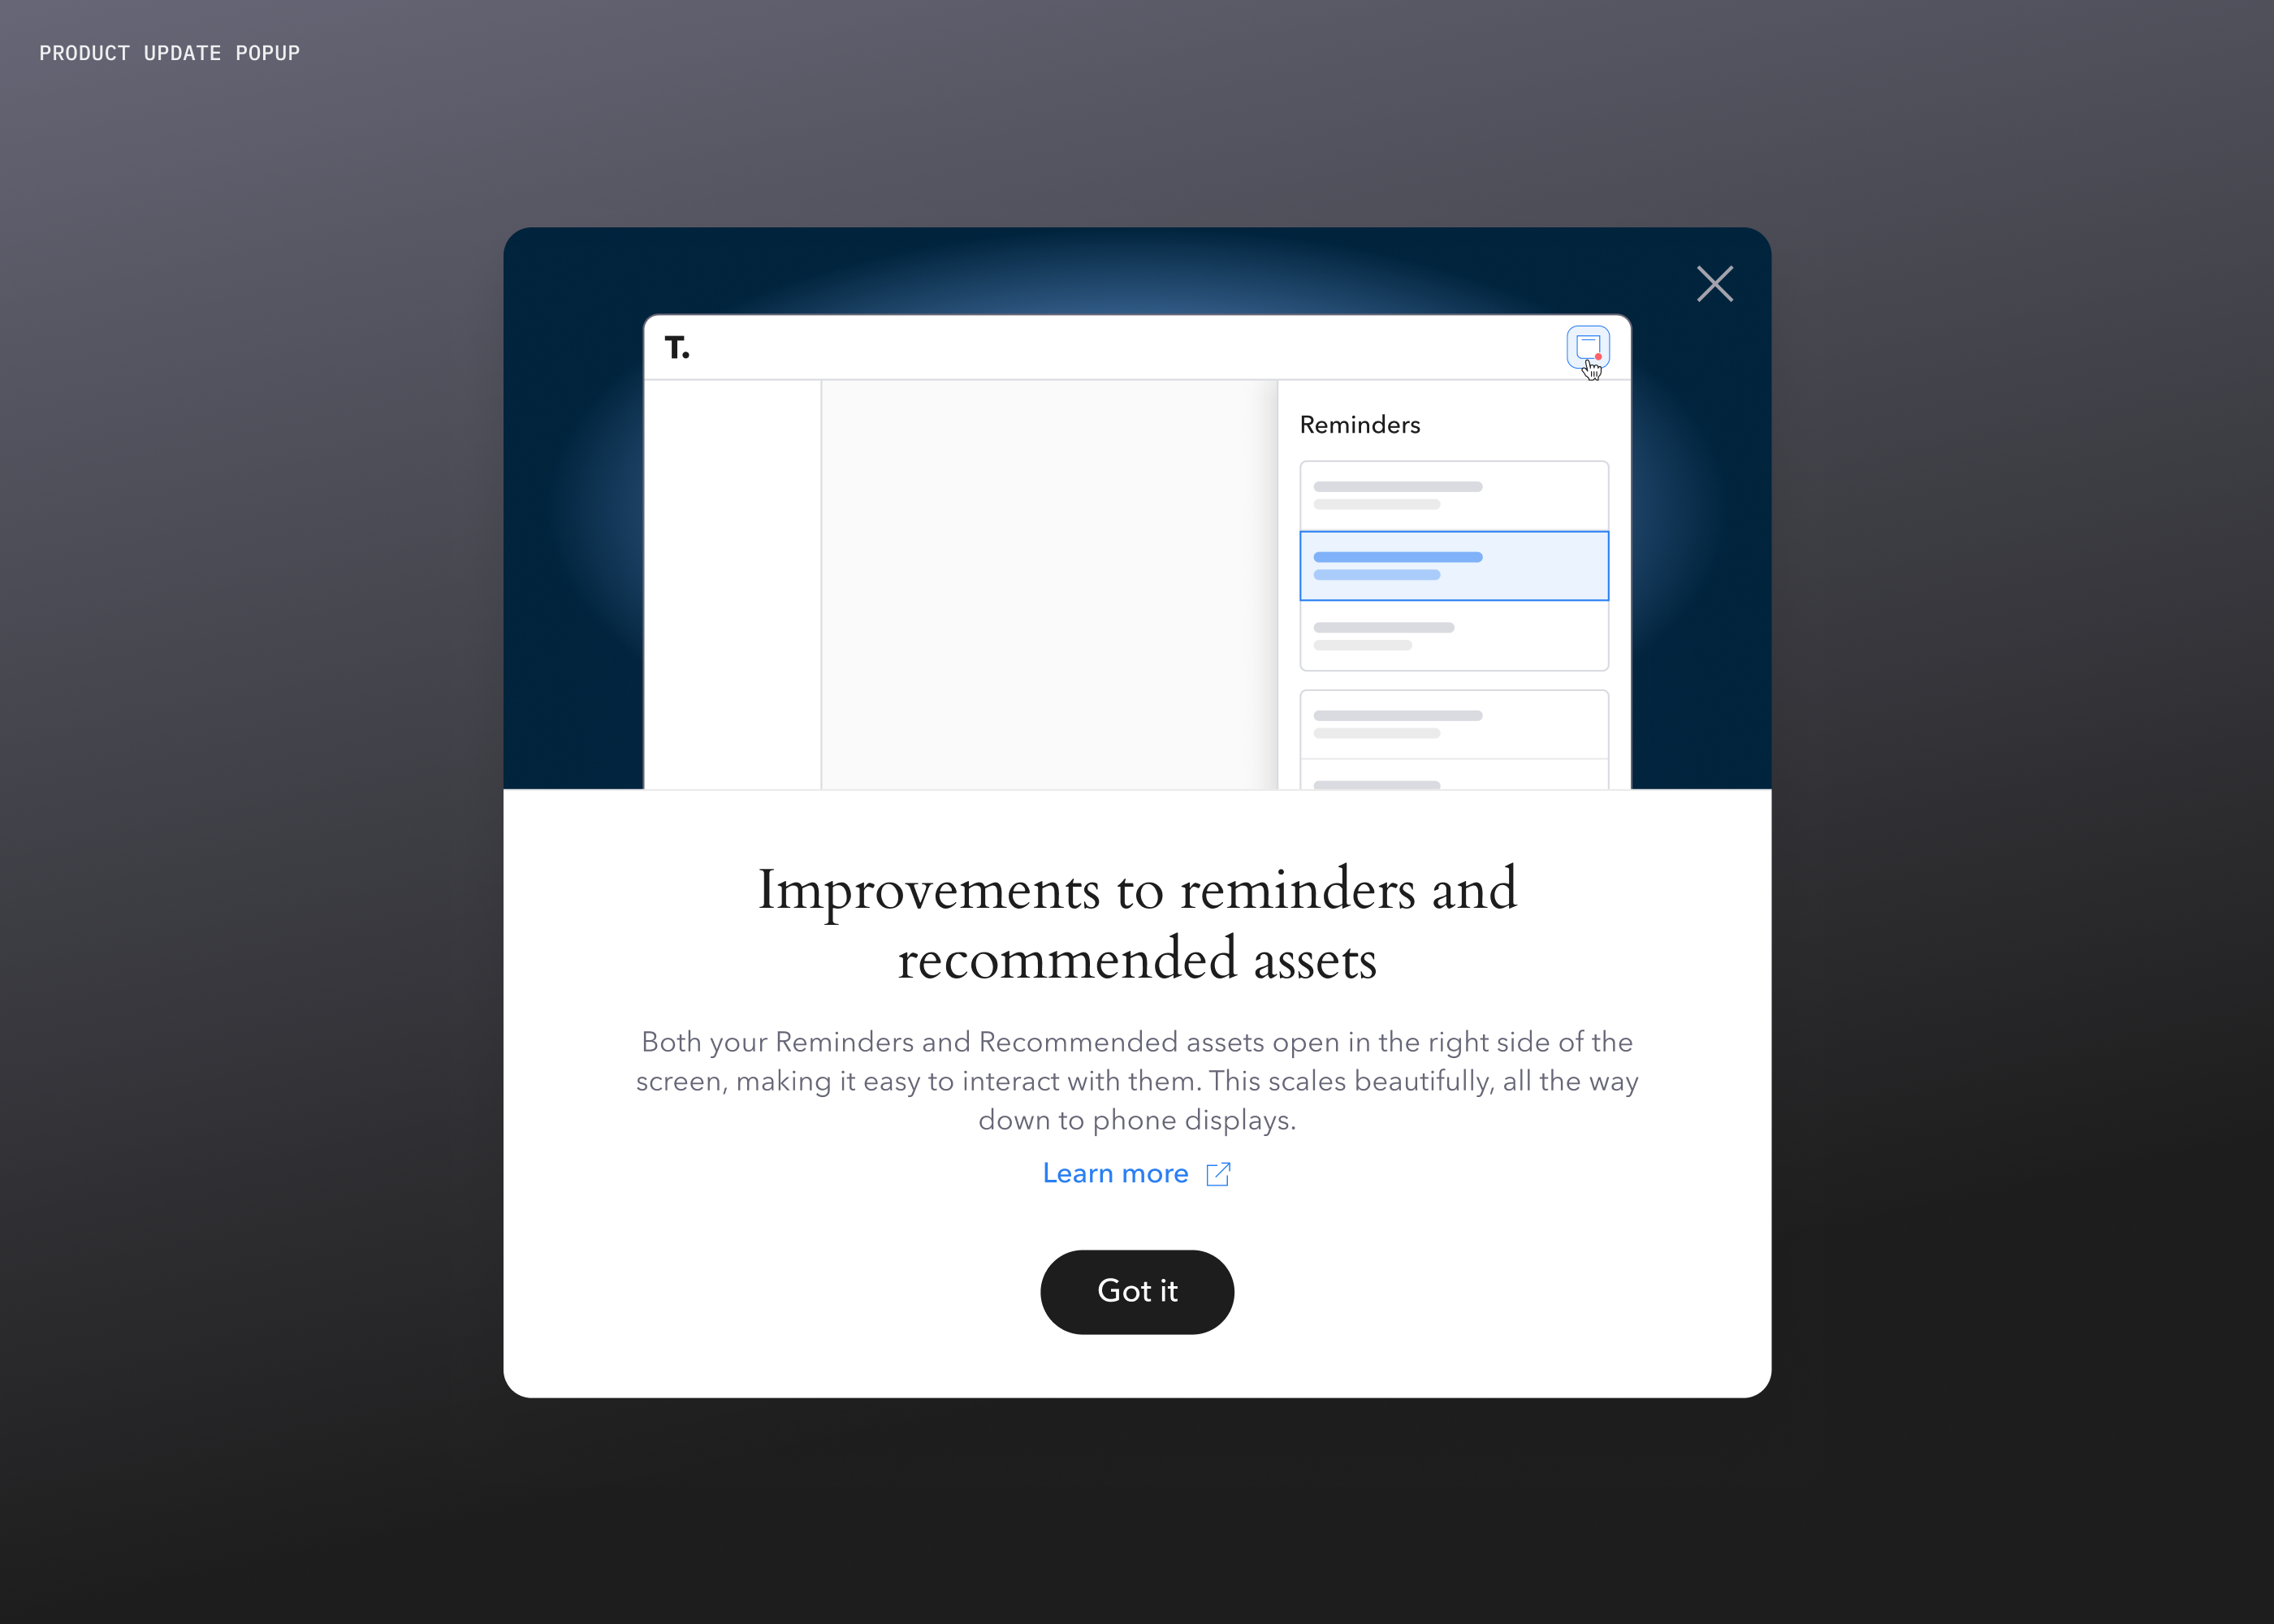 PRODUCT UPDATE POPUP
T.
Reminders
Improvements to reminders and
recommended assets
Both your Reminders and Recommended assets open in the right side of the
screen, making it easy to interact with them. This scales beautifully, all the way
down to phone displays.
Learn more
Got it